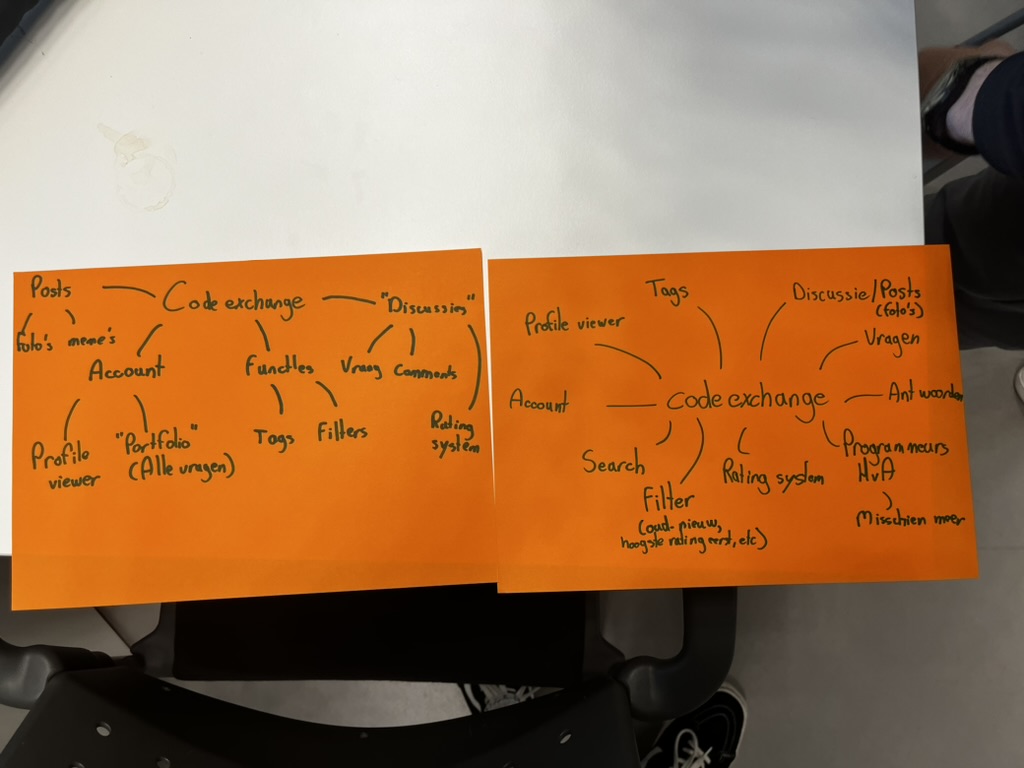 Posts
Code exchange
"Discussies"
foto's meme's
Account
Functies
Vraag Comments
Profile
viewer
"Portfolio"
(Alle vragen)
Tags
Filters
Rating
system
Tags
Discussie/Posts
(foto's)
Profile viewer
Vragen
Account
Code exchange
Antwoorden
Search
Filter
(oud-nieuw,
hoogste rating eerst, etc)
Rating system
Programmeurs
HvA
Misschien meer